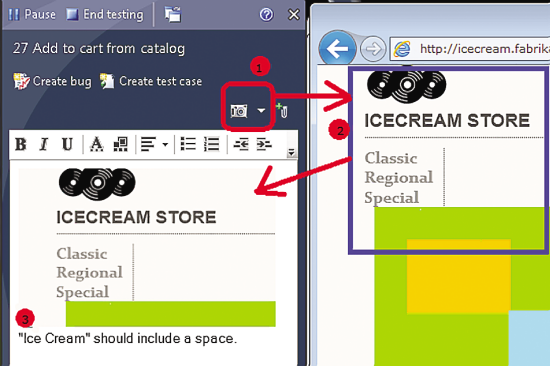 Pause End testing
27 Add to cart from catalog
Create bug Create test case
1
B I U A
ICECREAM STORE
Classic
Regional
Special
3
"Ice Cream" should include a space.
http://icecream.fabrika
2
ICECREAM STORE
Classic
Regional
Special